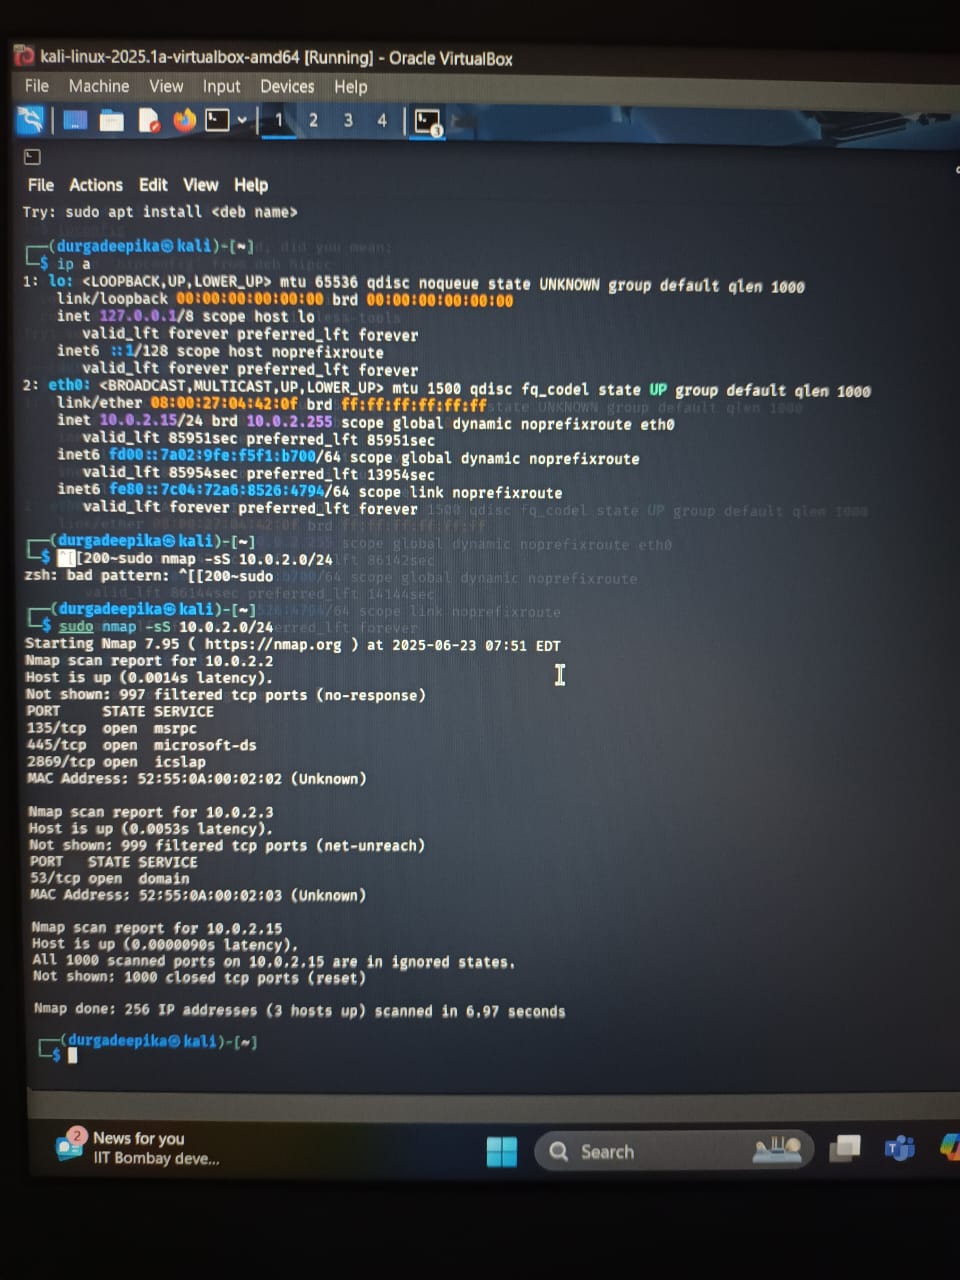 kali-linux-2025.1a-virtualbox-amd64 [Running] - Oracle VirtualBox
File Machine View Input Devices Help
1 2 3 4
3
File Actions Edit View Help
Try: sudo apt install <deb name>
┌──(durgadeepika㉿kali)-[~]
└─$ ip a
1: lo: <LOOPBACK,UP,LOWER_UP> mtu 65536 qdisc noqueue state UNKNOWN group default qlen 1000
link/loopback 00:00:00:00:00:00 brd 00:00:00:00:00:00
inet 127.0.0.1/8 scope host lo
valid_lft forever preferred_lft forever
inet6 ::1/128 scope host noprefixroute
valid_lft forever preferred_lft forever
2: eth0: <BROADCAST,MULTICAST,UP,LOWER_UP> mtu 1500 qdisc fq_codel state UP group default qlen 1000
link/ether 08:00:27:04:42:0f brd ff:ff:ff:ff:ff:ff
inet 10.0.2.15/24 brd 10.0.2.255 scope global dynamic noprefixroute eth0
valid_lft 85951sec preferred_lft 85951sec
inet6 fd00::7a02:9fe:f5f1:b700/64 scope global dynamic noprefixroute
valid_lft 85954sec preferred_lft 13954sec
inet6 fe80::7c04:72a6:8526:4794/64 scope link noprefixroute
valid_lft forever preferred_lft forever
┌──(durgadeepika㉿kali)-[~]
└─$ ^[[200~sudo nmap -sS 10.0.2.0/24
zsh: bad pattern: ^[[200~sudo
┌──(durgadeepika㉿kali)-[~]
└─$ sudo nmap -sS 10.0.2.0/24
Starting Nmap 7.95 ( https://nmap.org ) at 2025-06-23 07:51 EDT
Nmap scan report for 10.0.2.2
Host is up (0.0014s latency).
Not shown: 997 filtered tcp ports (no-response)
PORT STATE SERVICE
135/tcp open msrpc
445/tcp open microsoft-ds
2869/tcp open icslap
MAC Address: 52:55:0A:00:02:02 (Unknown)
Nmap scan report for 10.0.2.3
Host is up (0.0053s latency).
Not shown: 999 filtered tcp ports (net-unreach)
PORT STATE SERVICE
53/tcp open domain
MAC Address: 52:55:0A:00:02:03 (Unknown)
Nmap scan report for 10.0.2.15
Host is up (0.0000090s latency).
All 1000 scanned ports on 10.0.2.15 are in ignored states.
Not shown: 1000 closed tcp ports (reset)
Nmap done: 256 IP addresses (3 hosts up) scanned in 6.97 seconds
┌──(durgadeepika㉿kali)-[~]
└─$
2
News for you
IIT Bombay deve...
Search